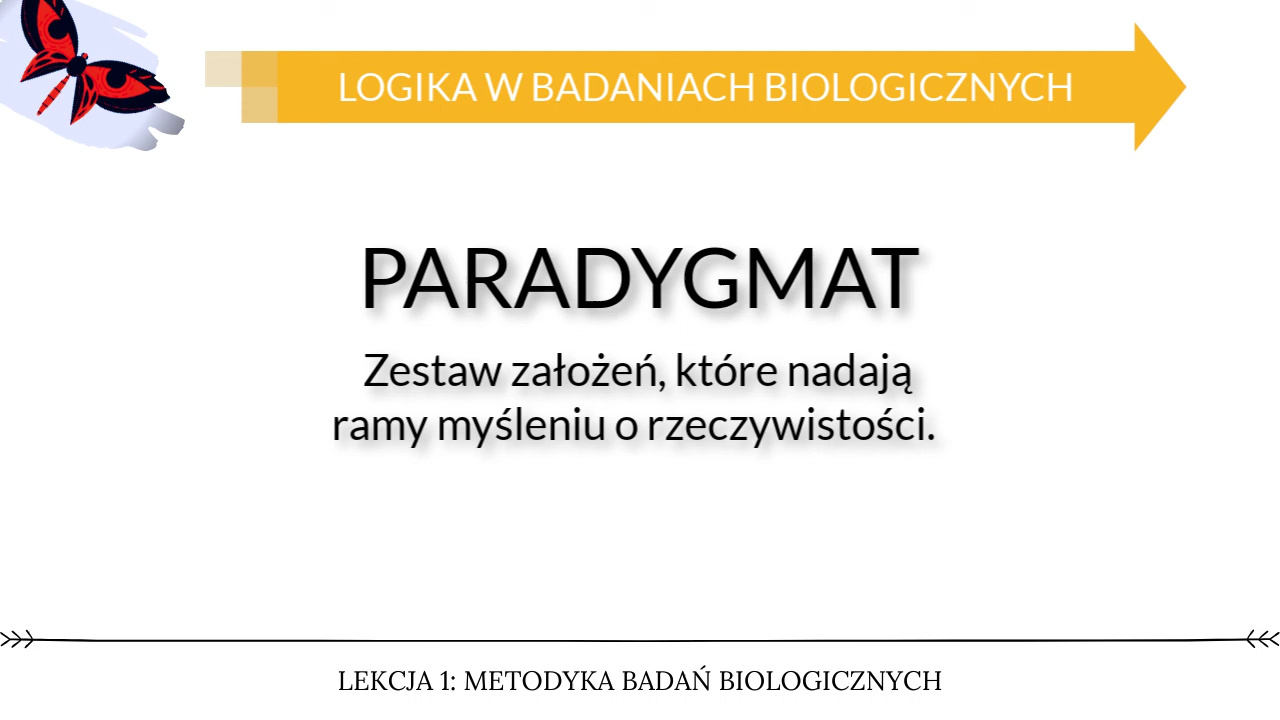 LOGIKA W BADANIACH BIOLOGICZNYCH
PARADYGMAT
Zestaw założeń, które nadają
ramy myśleniu o rzeczywistości.
LEKCJA 1: METODYKA BADAŃ BIOLOGICZNYCH